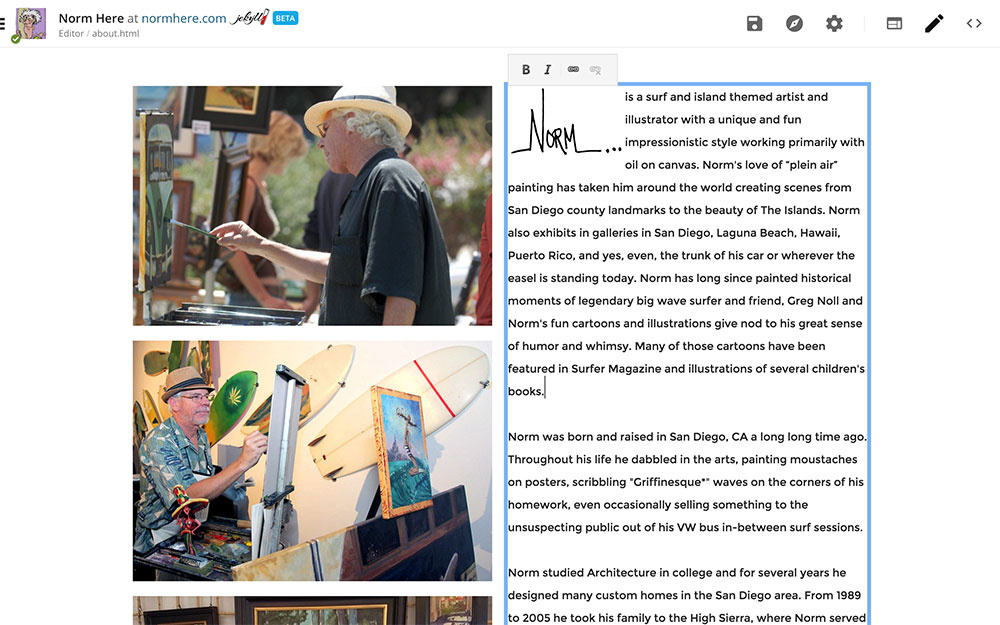 Norm Here at normhere.com jekyll BETA
Editor / about.html
B I
NORM... is a surf and island themed artist and
illustrator with a unique and fun
impressionistic style working primarily with
oil on canvas. Norm's love of “plein air”
painting has taken him around the world creating scenes from
San Diego county landmarks to the beauty of The Islands. Norm
also exhibits in galleries in San Diego, Laguna Beach, Hawaii,
Puerto Rico, and yes, even, the trunk of his car or wherever the
easel is standing today. Norm has long since painted historical
moments of legendary big wave surfer and friend, Greg Noll and
Norm's fun cartoons and illustrations give nod to his great sense
of humor and whimsy. Many of those cartoons have been
featured in Surfer Magazine and illustrations of several children's
books.
Norm was born and raised in San Diego, CA a long long time ago.
Throughout his life he dabbled in the arts, painting moustaches
on posters, scribbling "Griffinesque*" waves on the corners of his
homework, even occasionally selling something to the
unsuspecting public out of his VW bus in-between surf sessions.
Norm studied Architecture in college and for several years he
designed many custom homes in the San Diego area. From 1989
to 2005 he took his family to the High Sierra, where Norm served